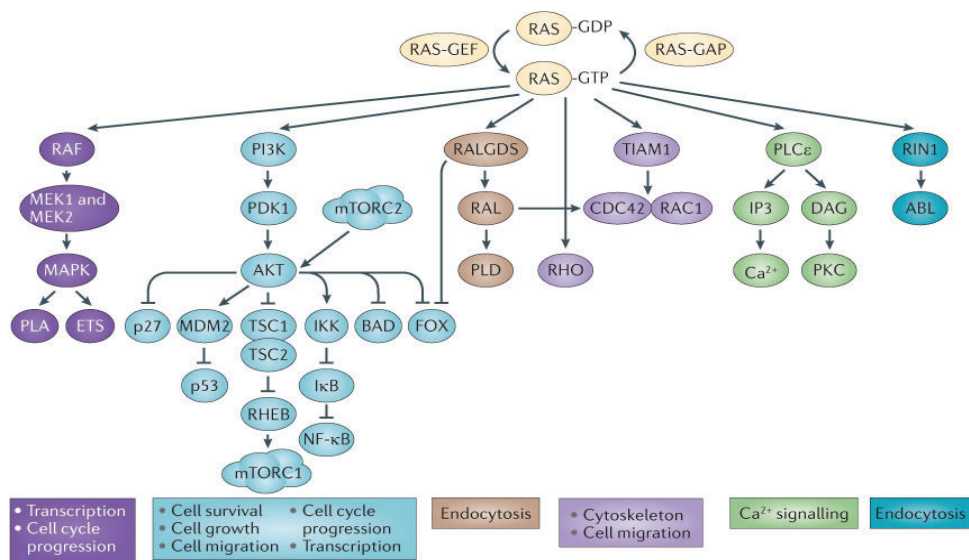 RAS -GDP
RAS-GEF RAS-GAP
RAS -GTP
RAF PI3K RALGDS TIAM1 PLCε RIN1
MEK1 and
MEK2
PDK1 mTORC2 RAL CDC42 RAC1 IP3 DAG ABL
MAPK AKT PLD RHO Ca²⁺ PKC
PLA ETS p27 MDM2 TSC1 IKK BAD FOX
TSC2
p53 IκB
RHEB
NF-κB
mTORC1
• Transcription
• Cell cycle
progression
• Cell survival
• Cell growth
• Cell migration
• Cell cycle
progression
• Transcription
Endocytosis
• Cytoskeleton
• Cell migration
Ca²⁺ signalling
Endocytosis